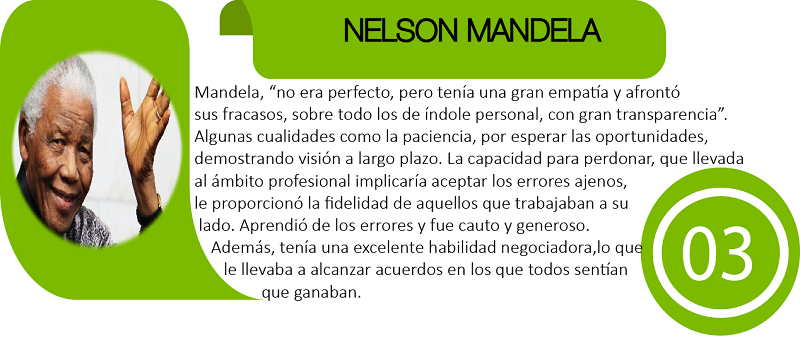 NELSON MANDELA
Mandela, “no era perfecto, pero tenía una gran empatía y afrontó
sus fracasos, sobre todo los de índole personal, con gran transparencia”.
Algunas cualidades como la paciencia, por esperar las oportunidades,
demostrando visión a largo plazo. La capacidad para perdonar, que llevada
al ámbito profesional implicaría aceptar los errores ajenos,
le proporcionó la fidelidad de aquellos que trabajaban a su
lado. Aprendió de los errores y fue cauto y generoso.
Además, tenía una excelente habilidad negociadora,lo que
le llevaba a alcanzar acuerdos en los que todos sentían
que ganaban.
03